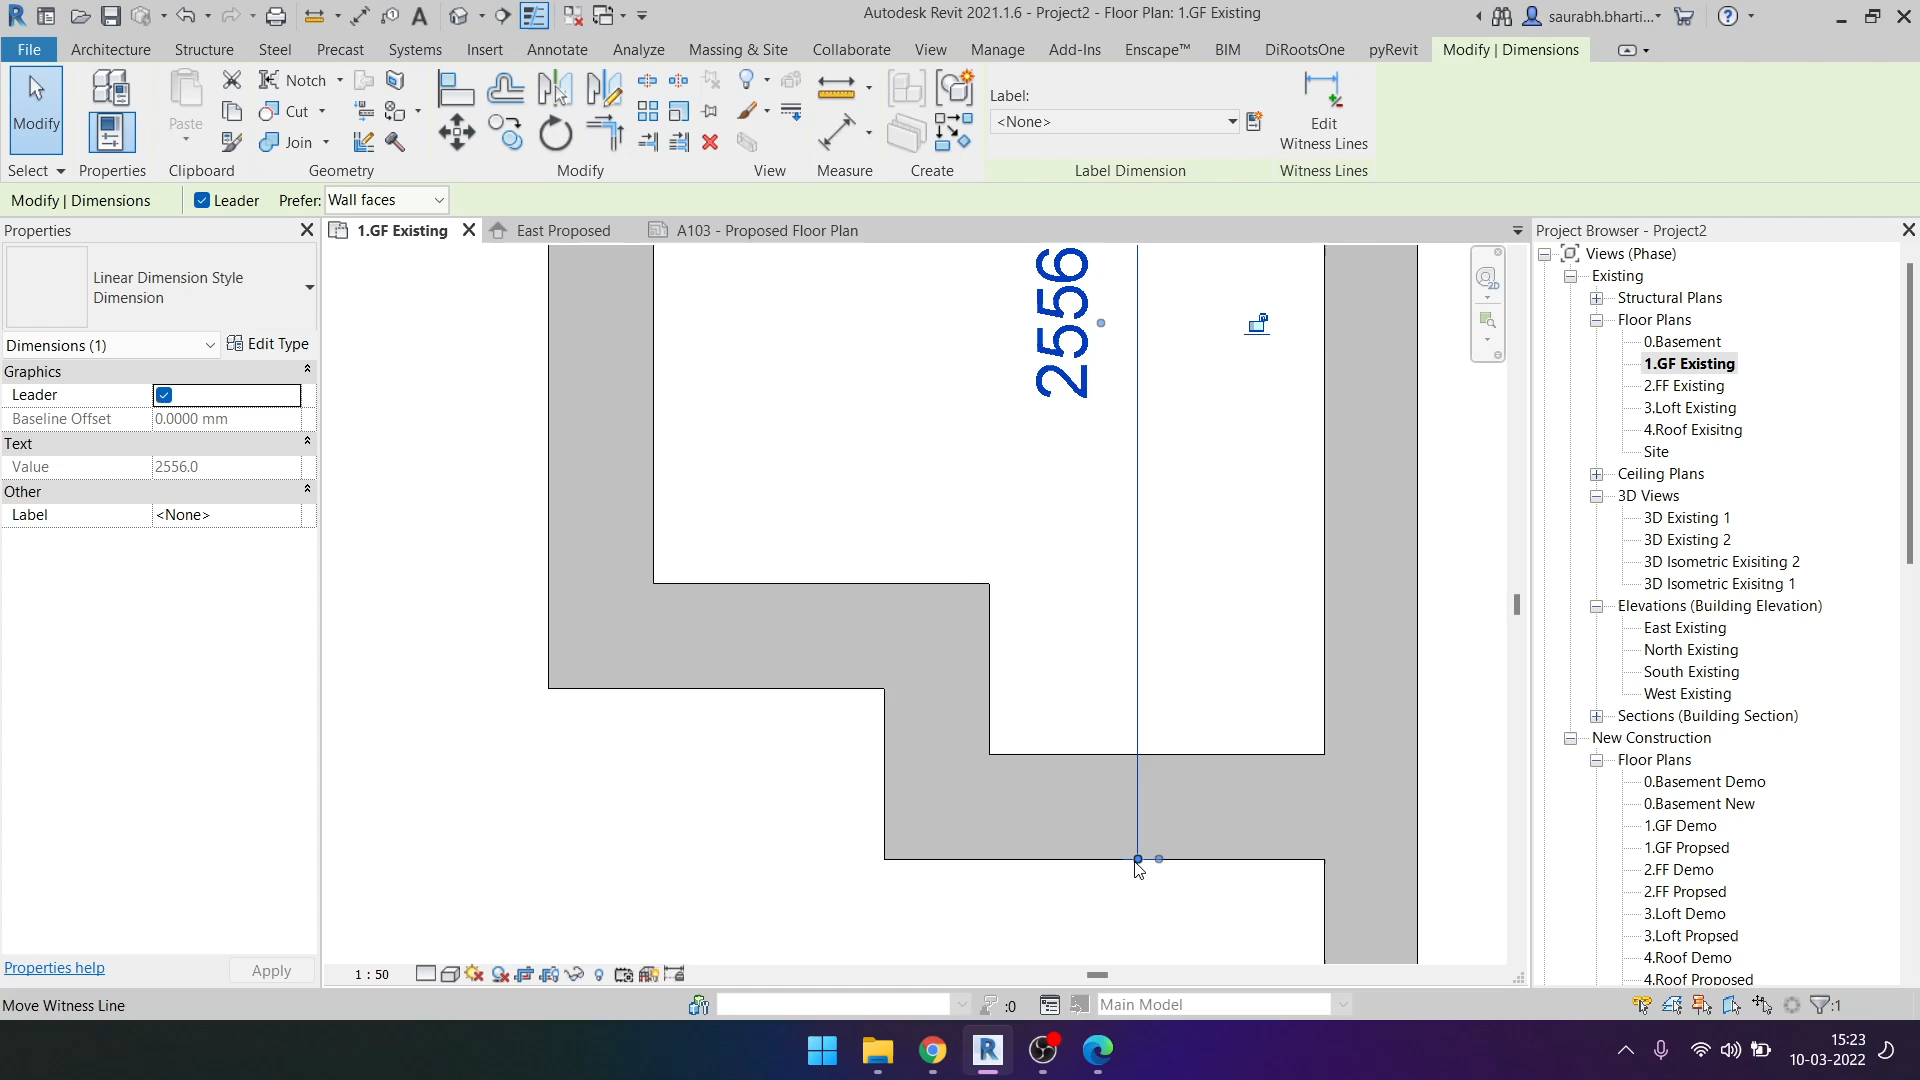 Autodesk Revit 2021.1.6 - Project2 - Floor Plan: 1.GF Existing
saurabh.bharti...
File
Architecture
Structure
Steel
Precast
Systems
Insert
Annotate
Analyze
Massing & Site
Collaborate
View
Manage
Add-Ins
Enscape™
BIM
DiRootsOne
pyRevit
Modify | Dimensions
Modify
Paste
Notch
Cut
Join
Label:
<None>
Edit
Witness Lines
Select
Properties
Clipboard
Geometry
Modify
View
Measure
Create
Label Dimension
Witness Lines
Modify | Dimensions
Leader
Prefer:
Wall faces
Properties
1.GF Existing
East Proposed
A103 - Proposed Floor Plan
Project Browser - Project2
Linear Dimension Style
Dimension
Dimensions (1)
Edit Type
Graphics
Leader
Baseline Offset
0.0000 mm
Text
Value
2556.0
Other
Label
<None>
Properties help
Apply
2556
2D
Views (Phase)
Existing
Structural Plans
Floor Plans
0.Basement
1.GF Existing
2.FF Existing
3.Loft Existing
4.Roof Exisitng
Site
Ceiling Plans
3D Views
3D Existing 1
3D Existing 2
3D Isometric Exisiting 2
3D Isometric Exisitng 1
Elevations (Building Elevation)
East Existing
North Existing
South Existing
West Existing
Sections (Building Section)
New Construction
Floor Plans
0.Basement Demo
0.Basement New
1.GF Demo
1.GF Propsed
2.FF Demo
2.FF Propsed
3.Loft Demo
3.Loft Propsed
4.Roof Demo
4.Roof Proposed
1 : 50
Move Witness Line
:0
Main Model
:1
15:23
10-03-2022